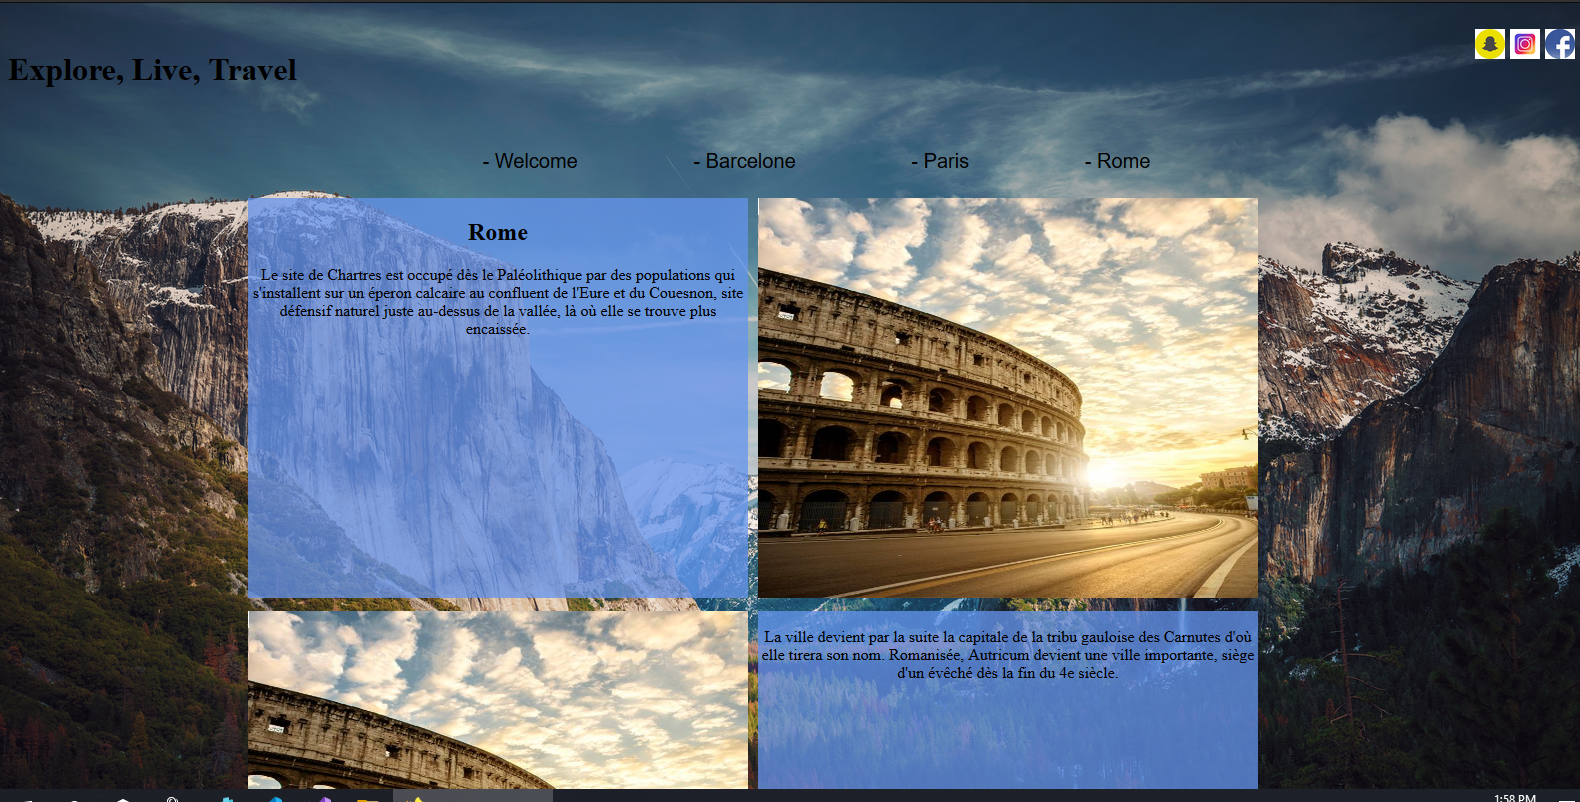 Explore, Live, Travel
- Welcome
- Barcelone
- Paris
- Rome
Rome
Le site de Chartres est occupé dès le Paléolithique par des populations qui
s'installent sur un éperon calcaire au confluent de l'Eure et du Couesnon, site
défensif naturel juste au-dessus de la vallée, là où elle se trouve plus
encaissée.
La ville devient par la suite la capitale de la tribu gauloise des Carnutes d'où
elle tirera son nom. Romanisée, Autricum devient une ville importante, siège
d'un évêché dès la fin du 4e siècle.
1:58 PM